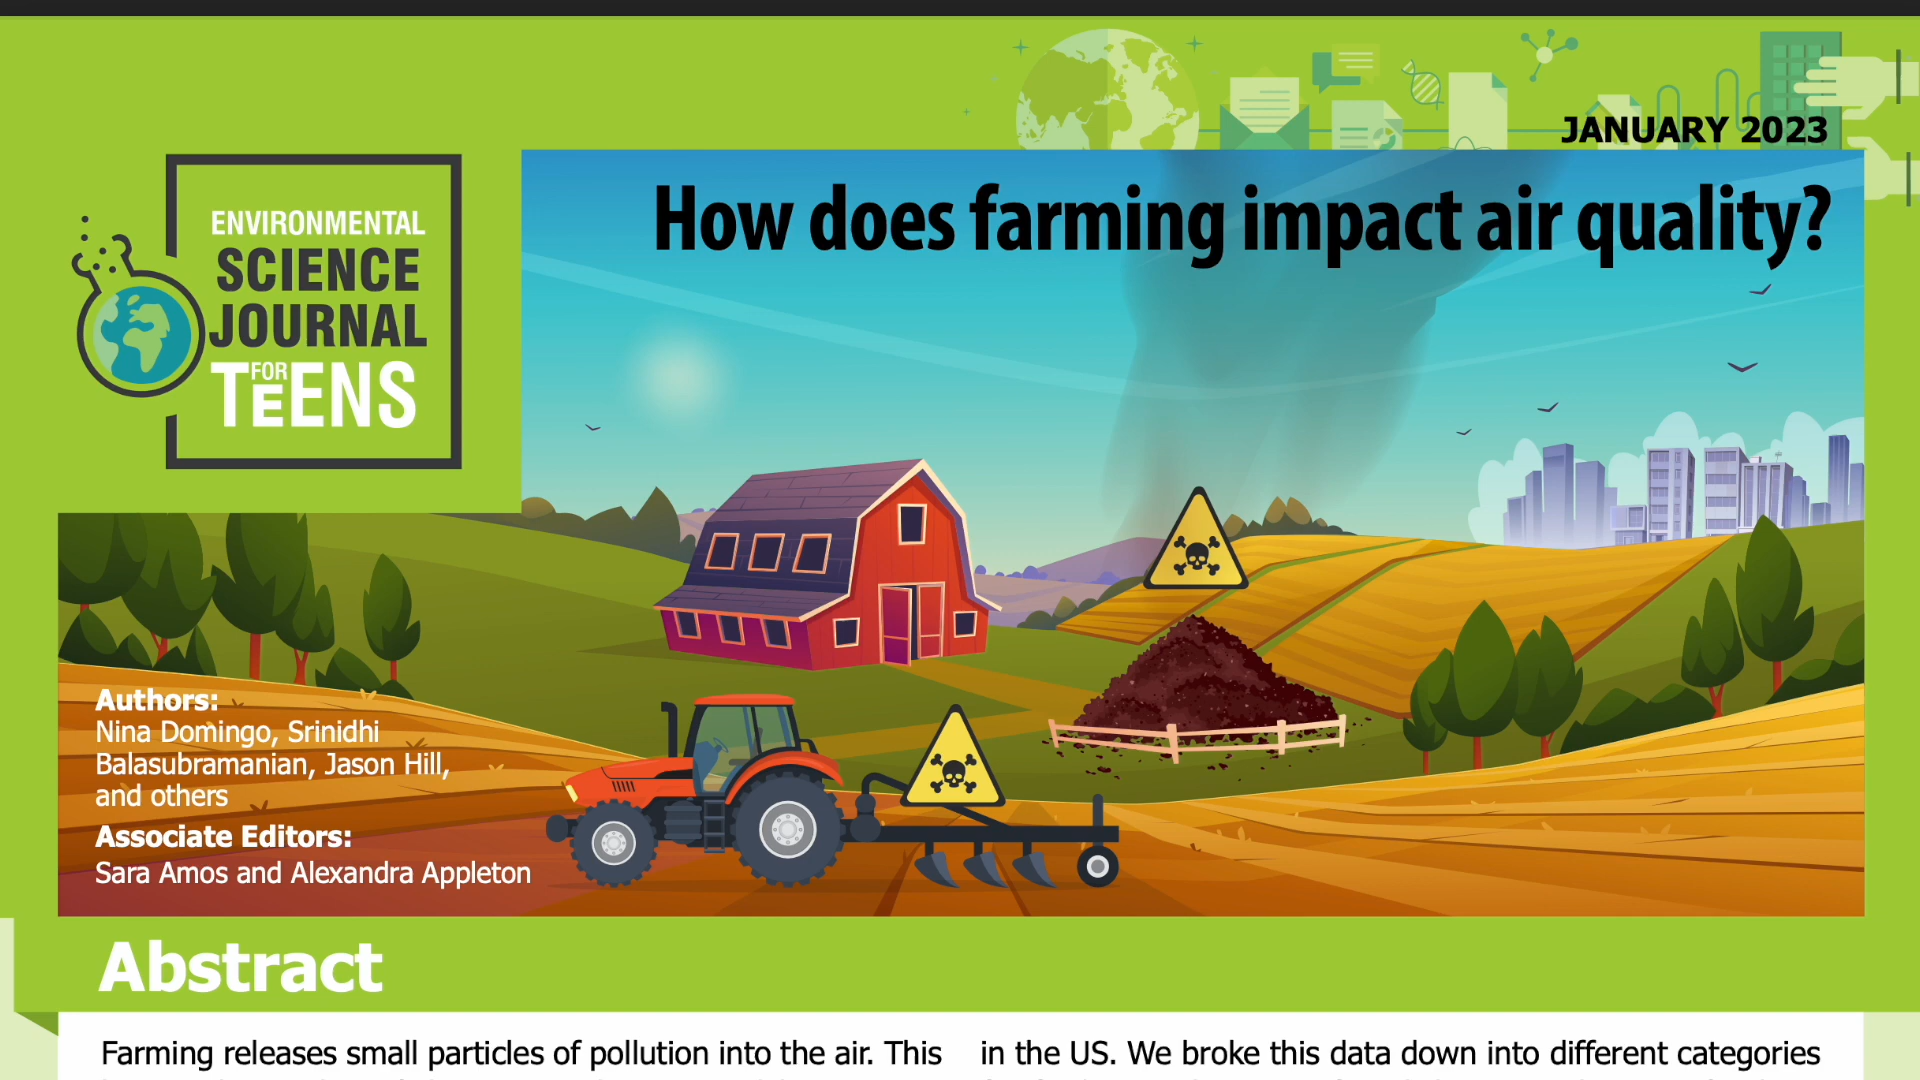 JANUARY 2023
ENVIRONMENTAL
SCIENCE
JOURNAL
FOR
TEENS
How does farming impact air quality?
Authors:
Nina Domingo, Srinidhi
Balasubramanian, Jason Hill,
and others
Associate Editors:
Sara Amos and Alexandra Appleton
Abstract
Farming releases small particles of pollution into the air. This
in the US. We broke this data down into different categories